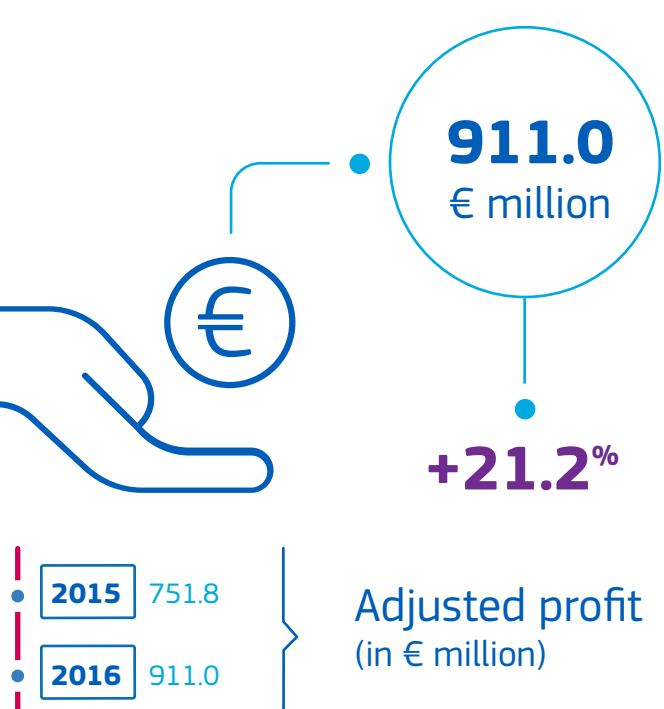 911.0
€ million
€
+21.2%
2015 751.8
2016 911.0
Adjusted profit
(in € million)